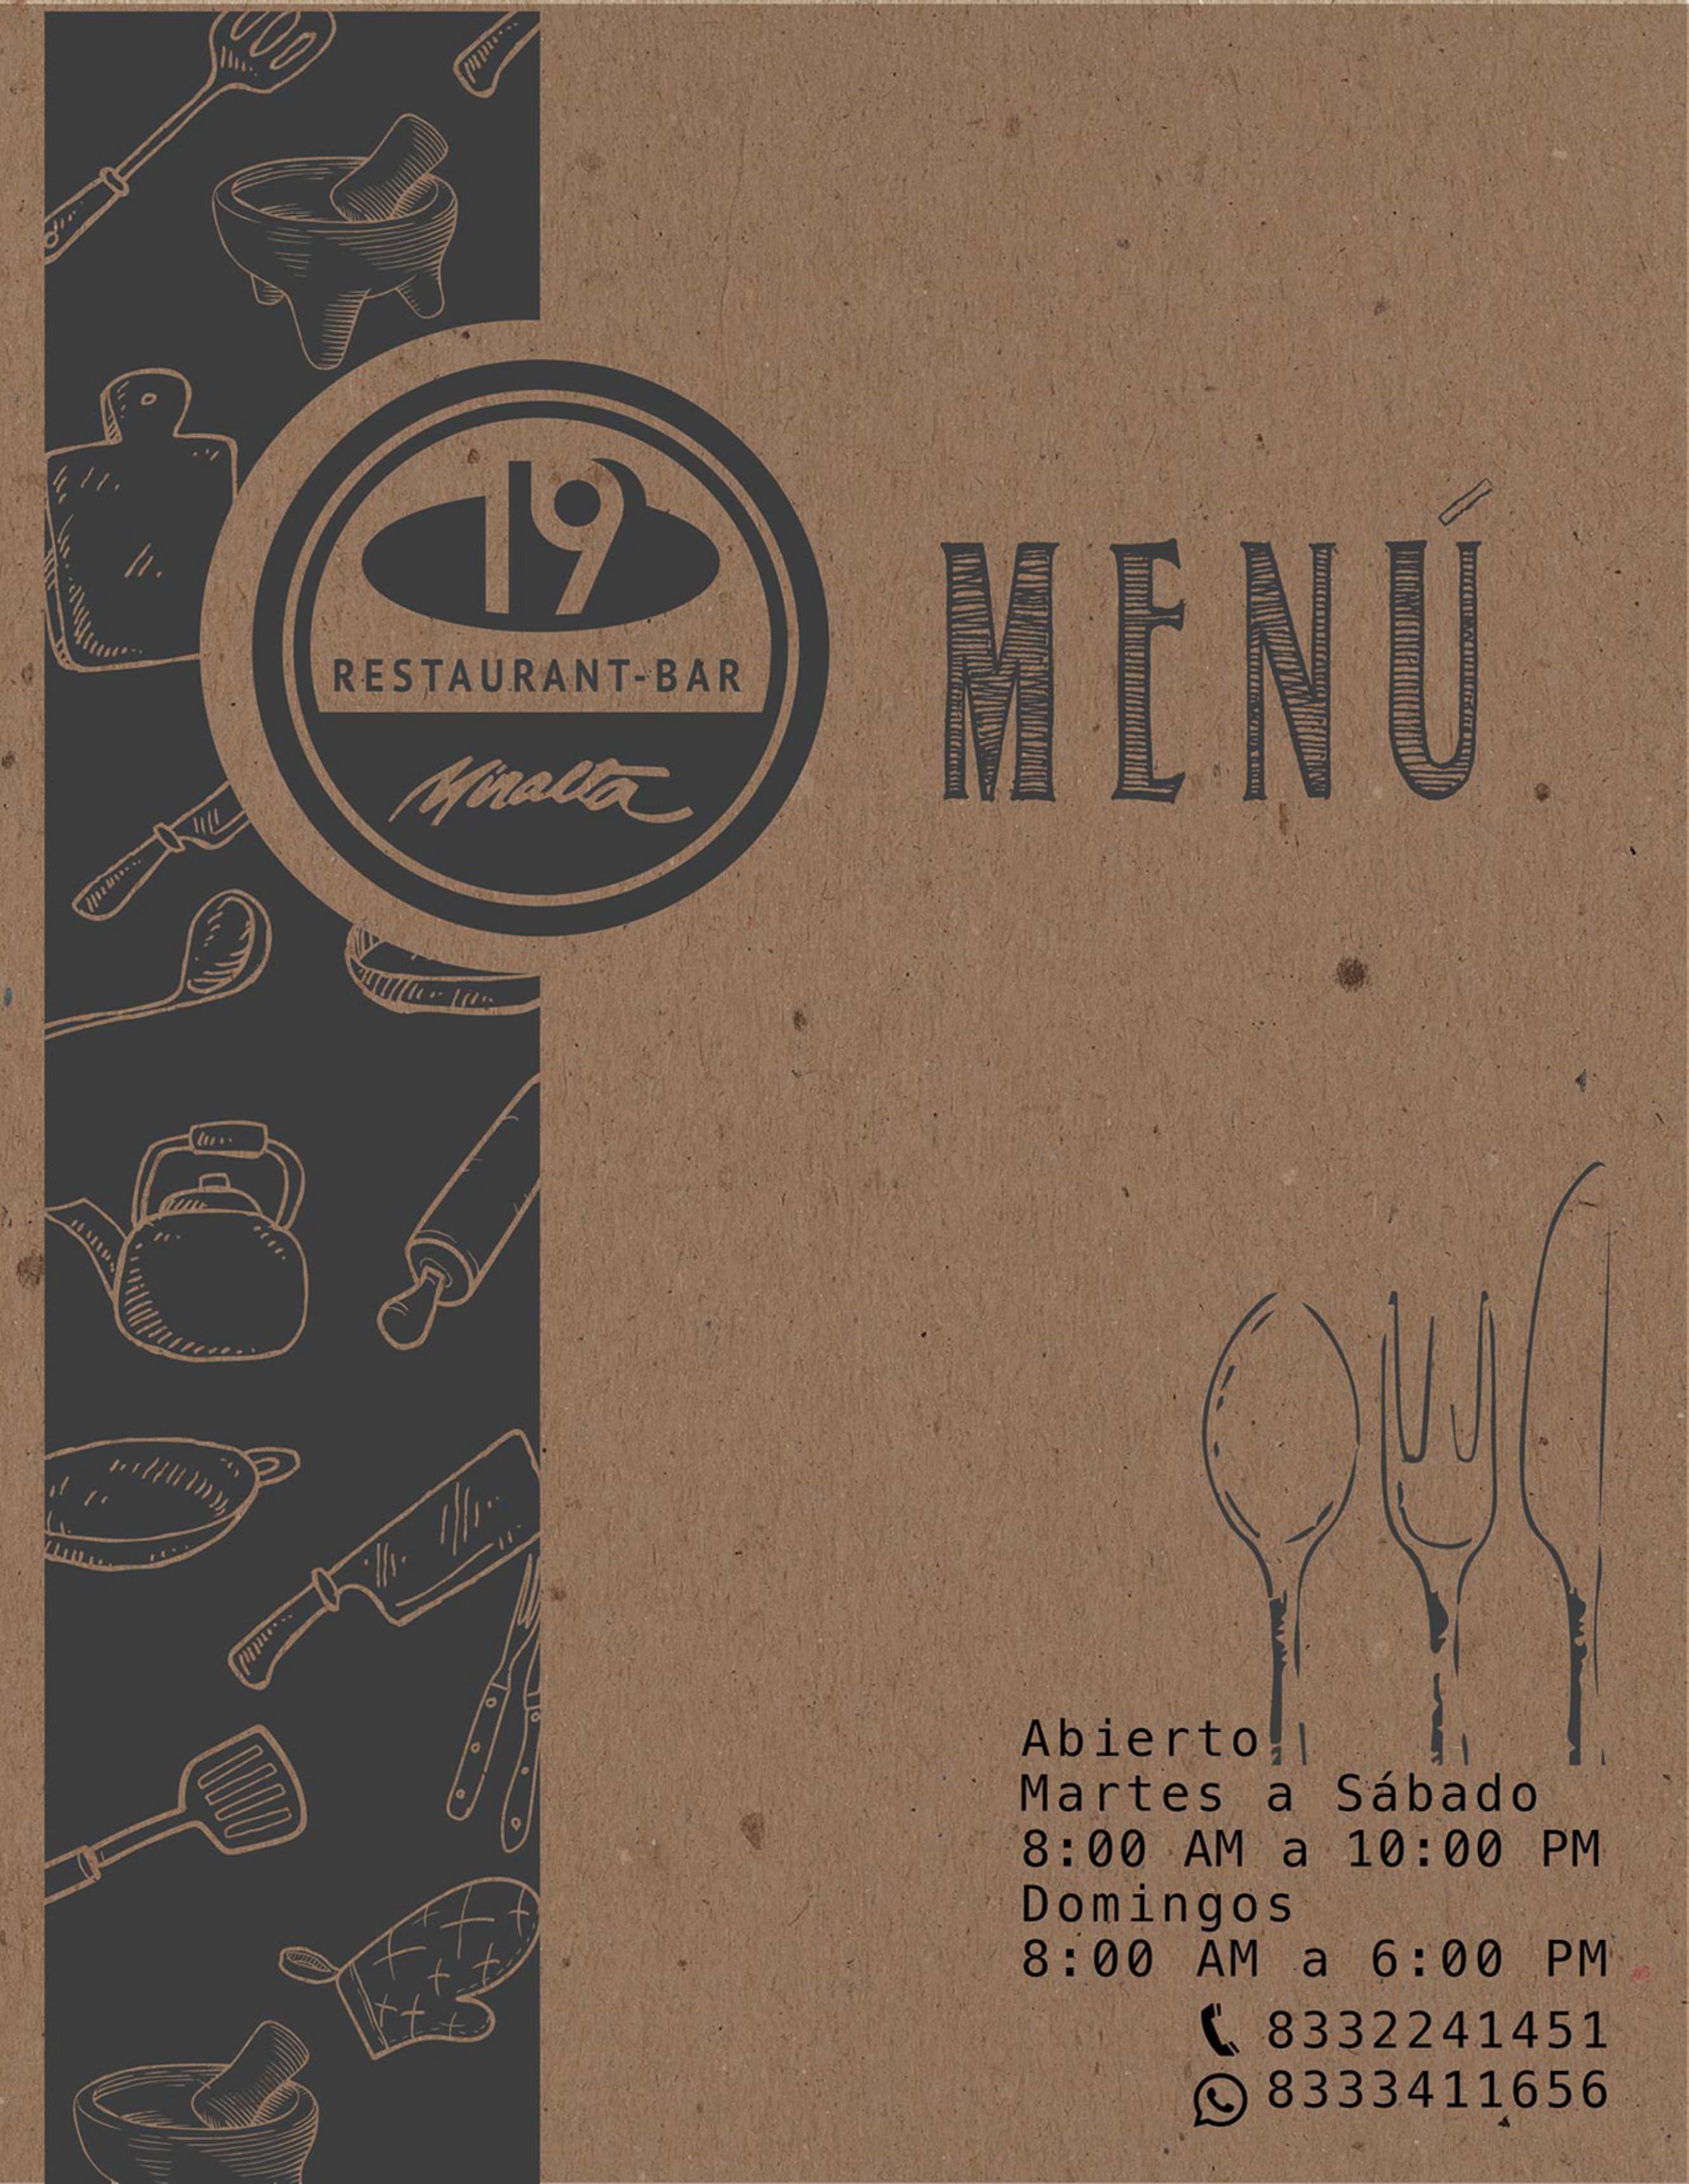 19
RESTAURANT-BAR
Miralta
MENÚ
Abierto
Martes a Sábado
8:00 AM a 10:00 PM
Domingos
8:00 AM a 6:00 PM
8332241451
8333411656